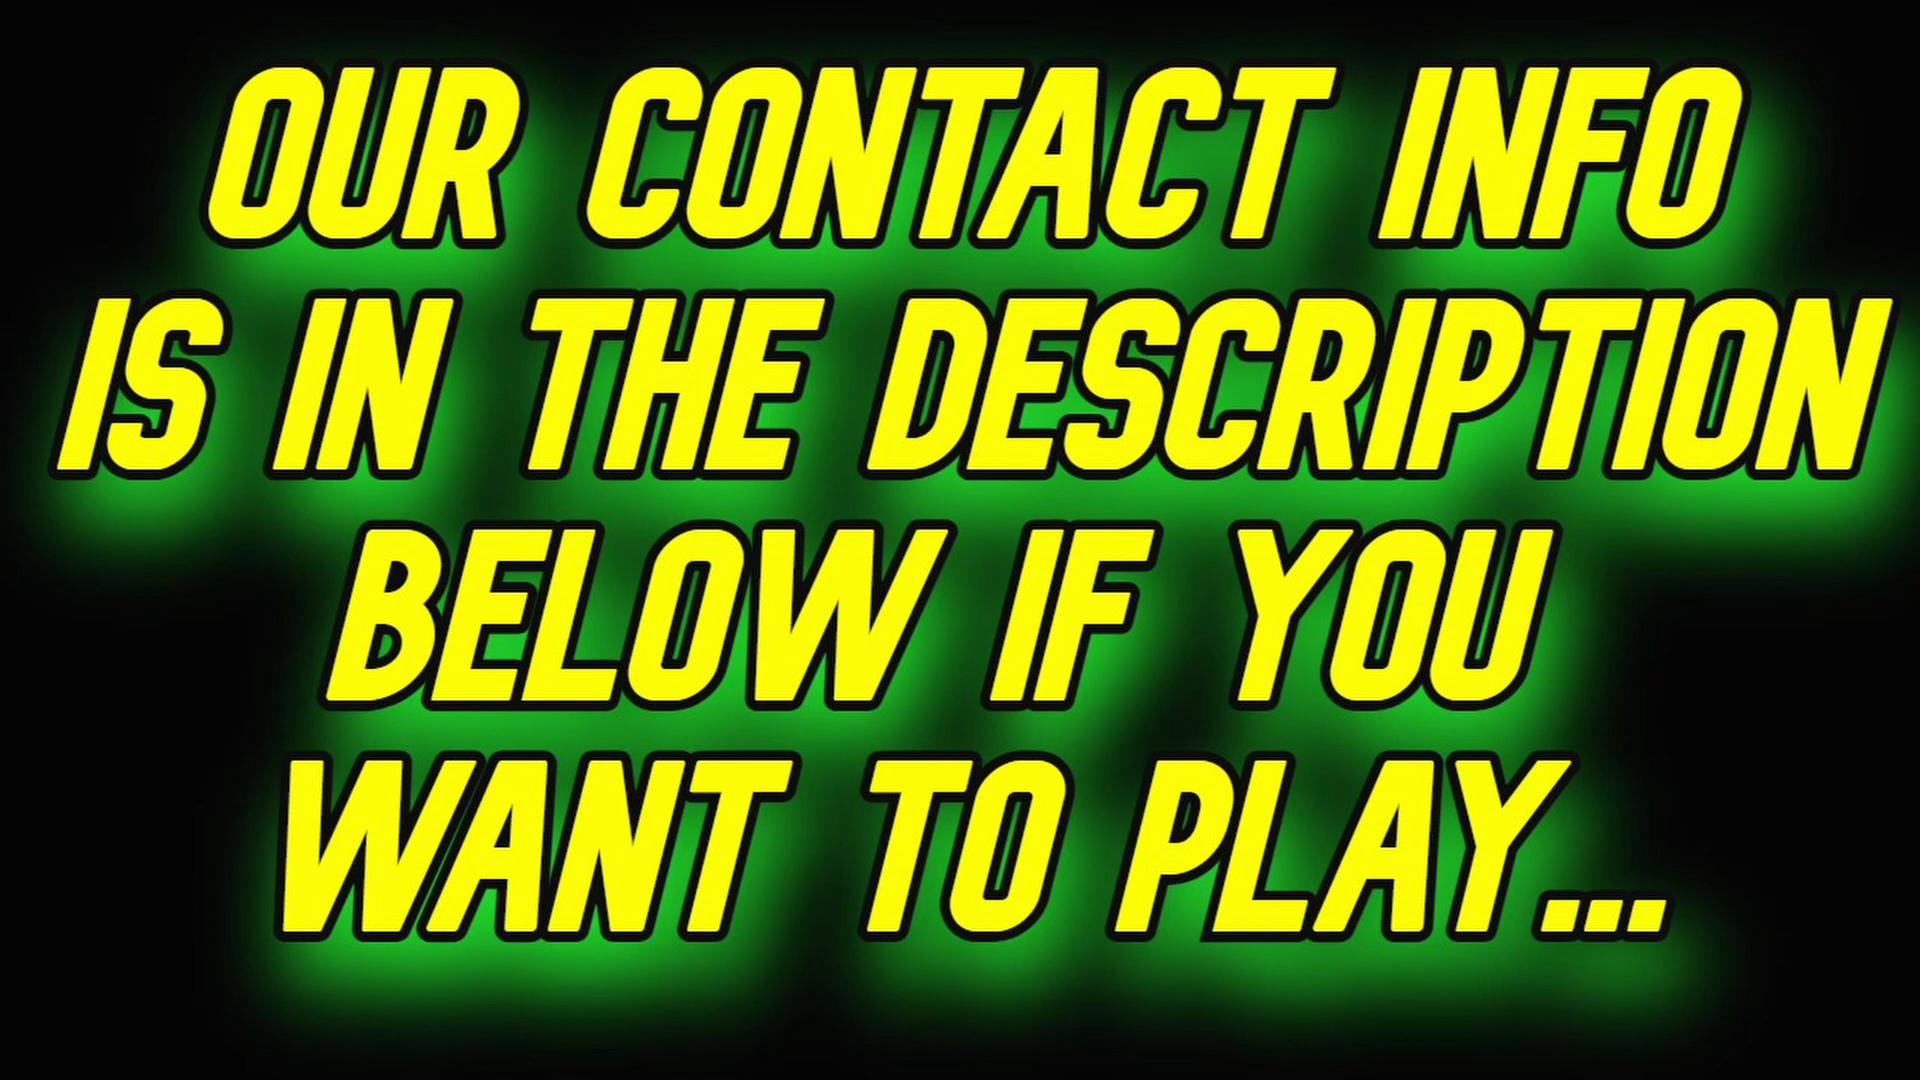 OUR CONTACT INFO
IS IN THE DESCRIPTION
BELOW IF YOU
WANT TO PLAY...